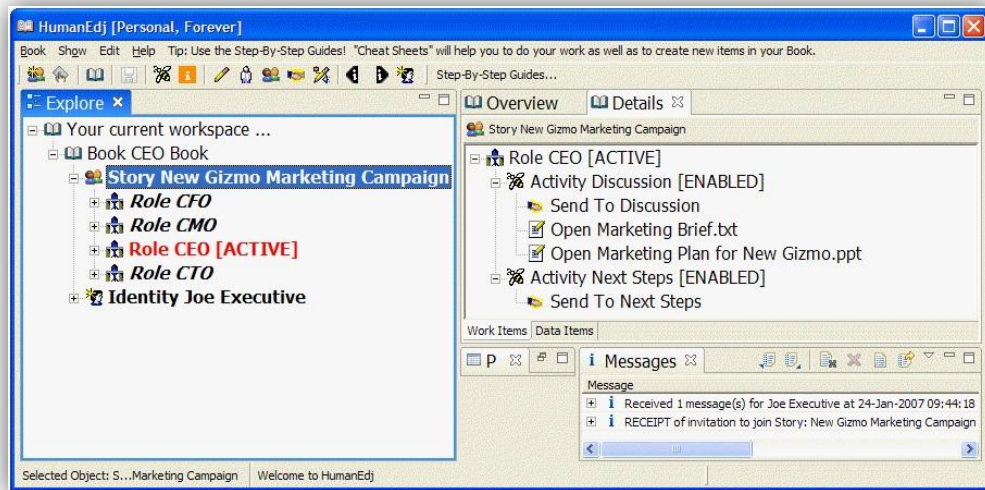 HumanEdj [Personal, Forever]
Book Show Edit Help Tip: Use the Step-By-Step Guides! "Cheat Sheets" will help you to do your work as well as to create new items in your Book.
Step-By-Step Guides...
Explore
Your current workspace ...
Book CEO Book
Story New Gizmo Marketing Campaign
Role CFO
Role CMO
Role CEO [ACTIVE]
Role CTO
Identity Joe Executive
Overview Details
Story New Gizmo Marketing Campaign
Role CEO [ACTIVE]
Activity Discussion [ENABLED]
Send To Discussion
Open Marketing Brief.txt
Open Marketing Plan for New Gizmo.ppt
Activity Next Steps [ENABLED]
Send To Next Steps
Work Items Data Items
P
Messages
Message
Received 1 message(s) for Joe Executive at 24-Jan-2007 09:44:18
RECEIPT of invitation to join Story: New Gizmo Marketing Campaign
Selected Object: S...Marketing Campaign Welcome to HumanEdj